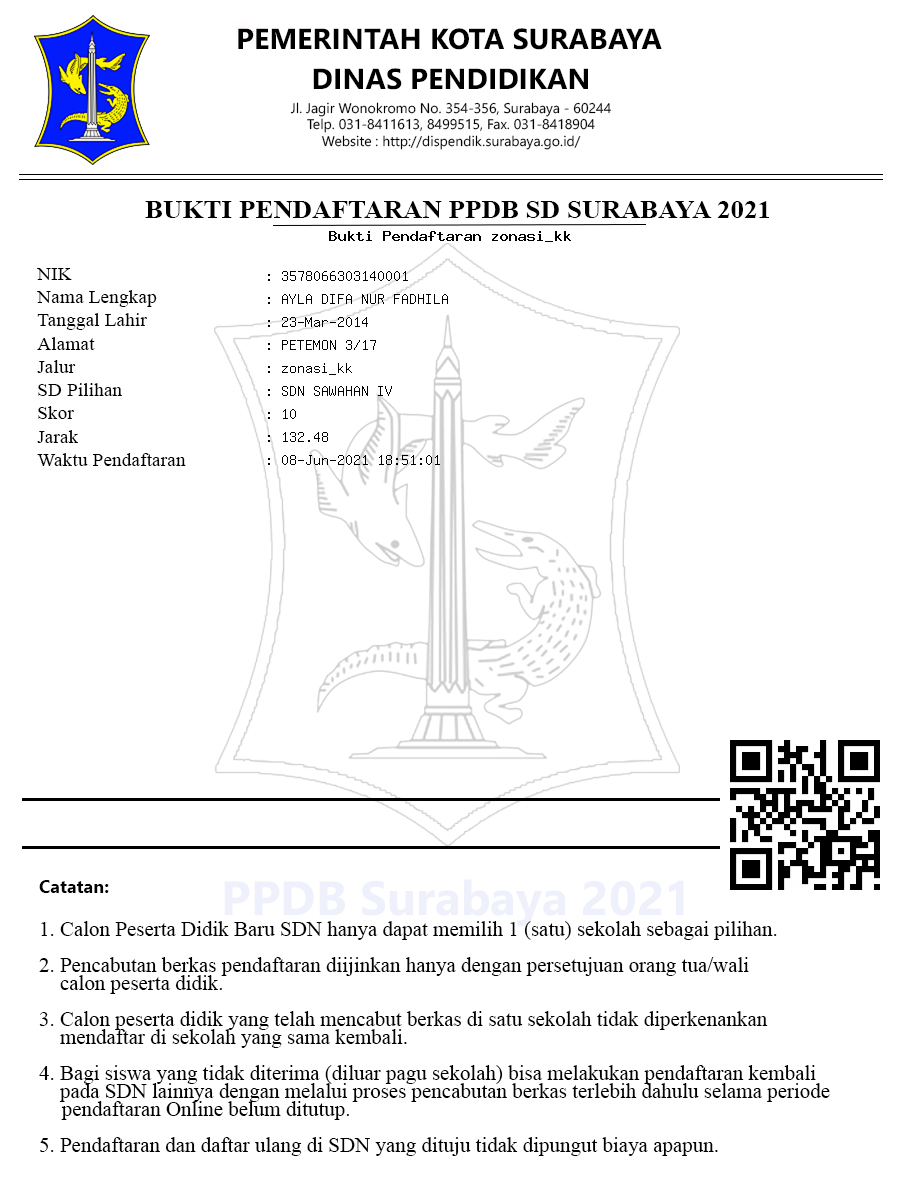 PEMERINTAH KOTA SURABAYA
DINAS PENDIDIKAN
Jl. Jagir Wonokromo No. 354-356, Surabaya - 60244
Telp. 031-8411613, 8499515, Fax. 031-8418904
Website : http://dispendik.surabaya.go.id/
BUKTI PENDAFTARAN PPDB SD SURABAYA 2021
Bukti Pendaftaran zonasi_kk
NIK : 3578066303140001
Nama Lengkap : AYLA DIFA NUR FADHILA
Tanggal Lahir : 23-Mar-2014
Alamat : PETEMON 3/17
Jalur : zonasi_kk
SD Pilihan : SDN SAWAHAN IV
Skor : 10
Jarak : 132.48
Waktu Pendaftaran : 08-Jun-2021 18:51:01
Catatan:
PPDB Surabaya 2021
1. Calon Peserta Didik Baru SDN hanya dapat memilih 1 (satu) sekolah sebagai pilihan.
2. Pencabutan berkas pendaftaran diijinkan hanya dengan persetujuan orang tua/wali
calon peserta didik.
3. Calon peserta didik yang telah mencabut berkas di satu sekolah tidak diperkenankan
mendaftar di sekolah yang sama kembali.
4. Bagi siswa yang tidak diterima (diluar pagu sekolah) bisa melakukan pendaftaran kembali
pada SDN lainnya dengan melalui proses pencabutan berkas terlebih dahulu selama periode
pendaftaran Online belum ditutup.
5. Pendaftaran dan daftar ulang di SDN yang dituju tidak dipungut biaya apapun.